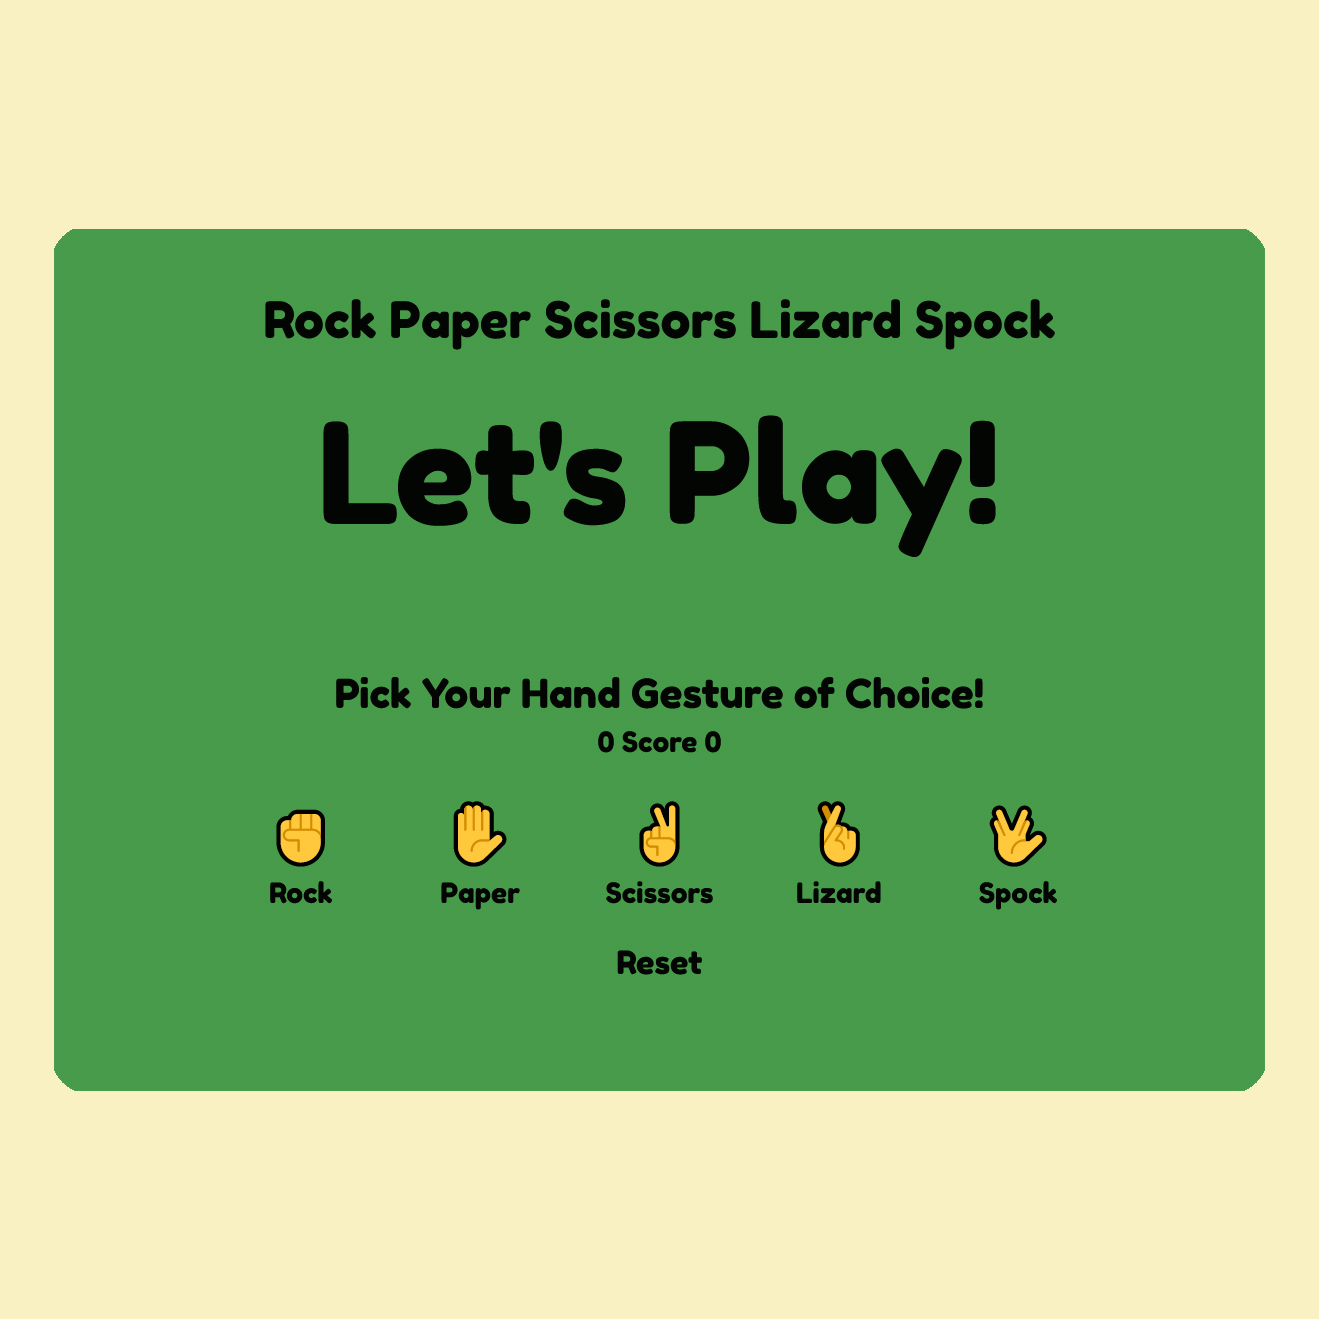 Rock Paper Scissors Lizard Spock
Let's Play!
Pick Your Hand Gesture of Choice!
0 Score 0
Rock Paper Scissors Lizard Spock
Reset